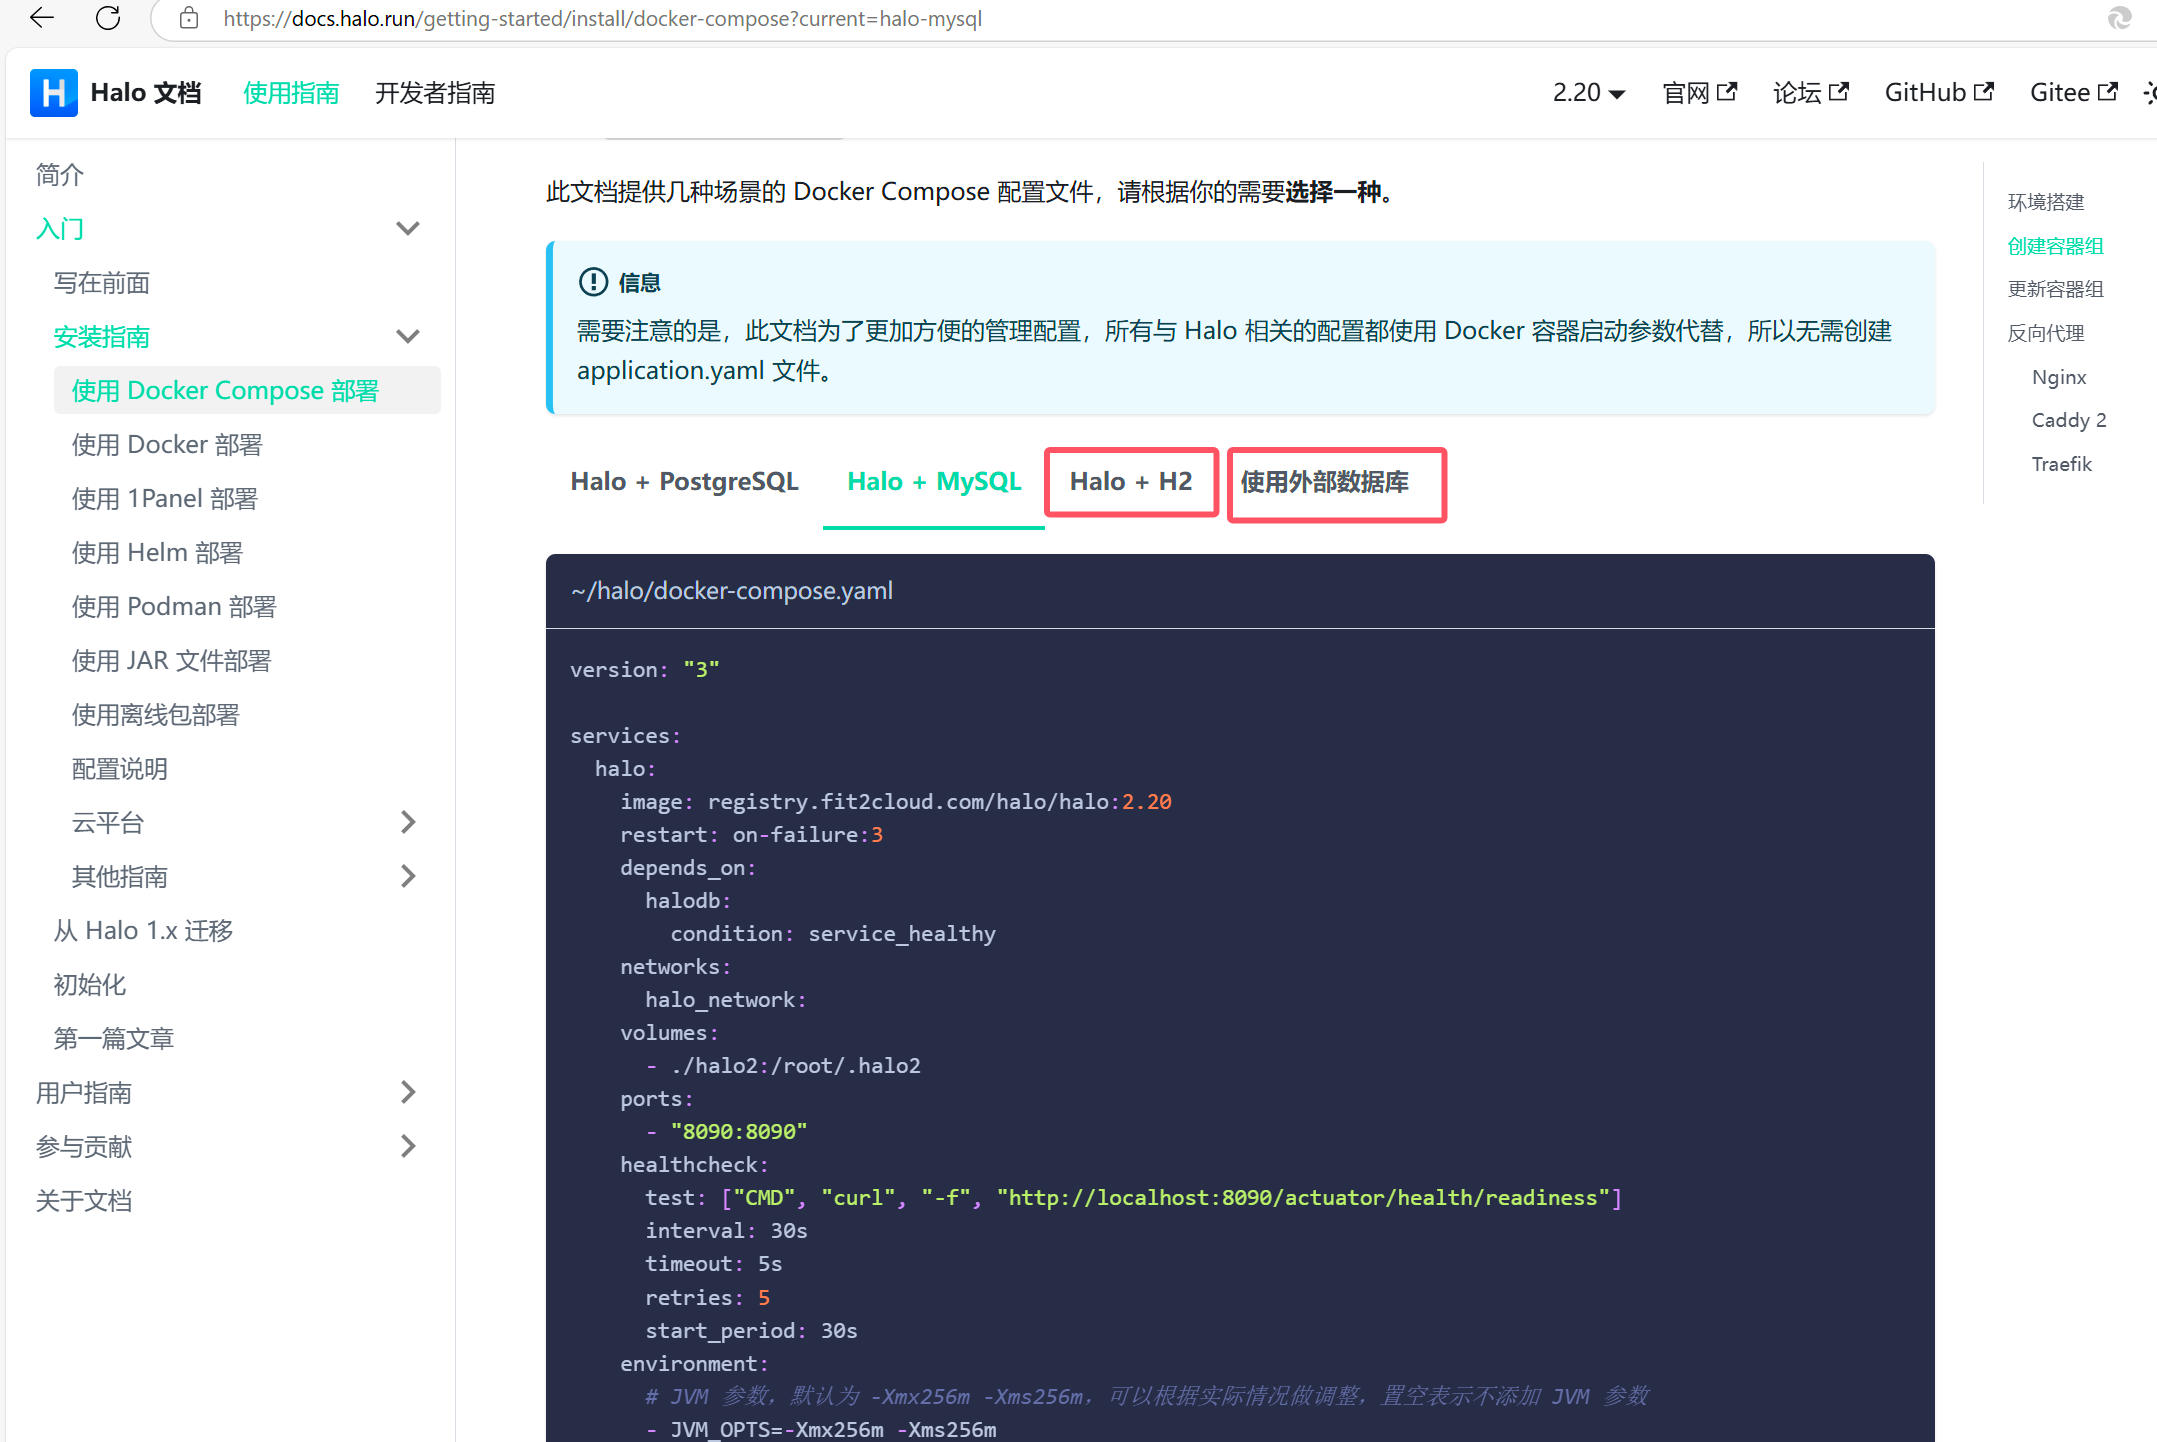 https://docs.halo.run/getting-started/install/docker-compose?current=halo-mysql
Halo 文档
使用指南
开发者指南
2.20
官网
论坛
GitHub
Gitee
简介
入门
写在前面
安装指南
使用 Docker Compose 部署
使用 Docker 部署
使用 1Panel 部署
使用 Helm 部署
使用 Podman 部署
使用 JAR 文件部署
使用离线包部署
配置说明
云平台
其他指南
从 Halo 1.x 迁移
初始化
第一篇文章
用户指南
参与贡献
关于文档
此文档提供几种场景的 Docker Compose 配置文件，请根据你的需要选择一种。
信息
需要注意的是，此文档为了更加方便的管理配置，所有与 Halo 相关的配置都使用 Docker 容器启动参数代替，所以无需创建
application.yaml 文件。
Halo + PostgreSQL
Halo + MySQL
Halo + H2
使用外部数据库
~/halo/docker-compose.yaml
version: "3"
services:
halo:
image: registry.fit2cloud.com/halo/halo:2.20
restart: on-failure:3
depends_on:
halodb:
condition: service_healthy
networks:
halo_network:
volumes:
- ./halo2:/root/.halo2
ports:
- "8090:8090"
healthcheck:
test: ["CMD", "curl", "-f", "http://localhost:8090/actuator/health/readiness"]
interval: 30s
timeout: 5s
retries: 5
start_period: 30s
environment:
# JVM 参数，默认为 -Xmx256m -Xms256m，可以根据实际情况做调整，置空表示不添加 JVM 参数
- JVM_OPTS=-Xmx256m -Xms256m
环境搭建
创建容器组
更新容器组
反向代理
Nginx
Caddy 2
Traefik